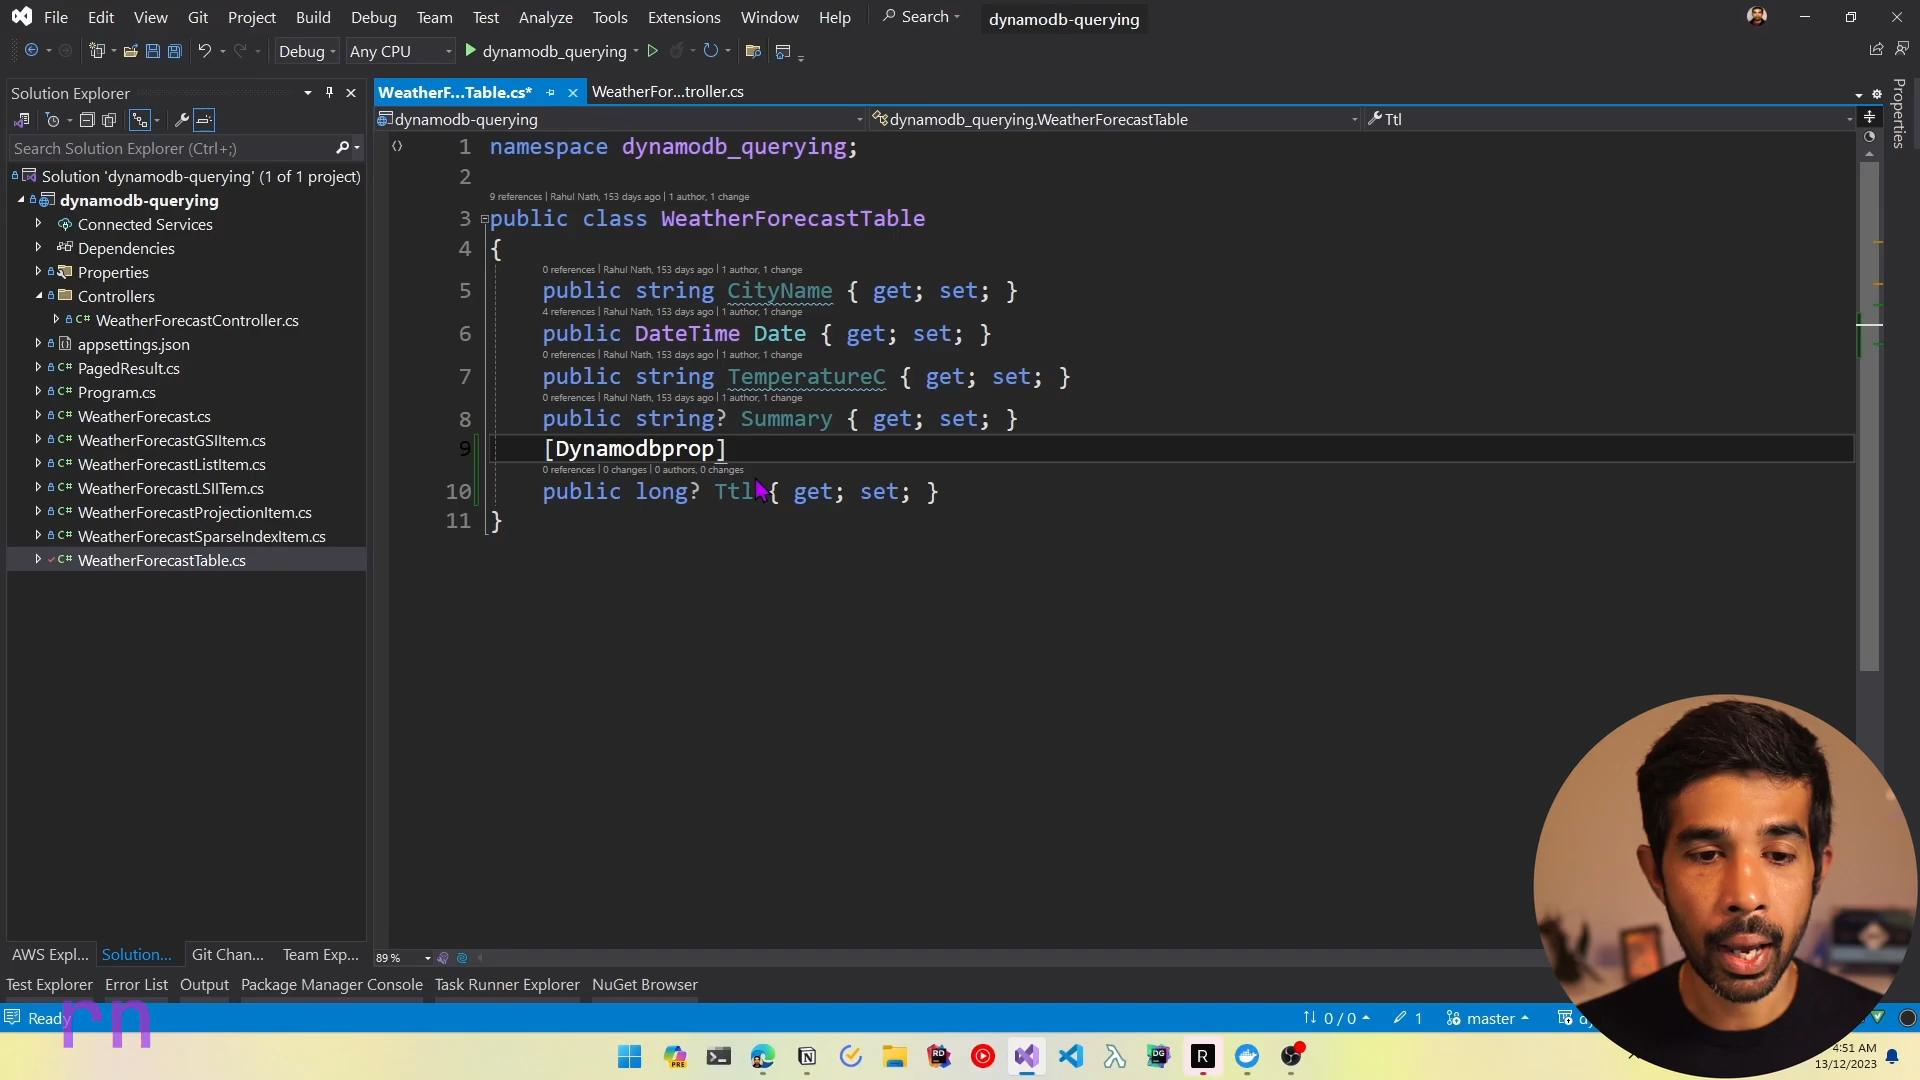 File Edit View Git Project Build Debug Team Test Analyze Tools Extensions Window Help Search dynamodb-querying
Debug Any CPU dynamodb_querying
Solution Explorer
Search Solution Explorer (Ctrl+;)
Solution 'dynamodb-querying' (1 of 1 project)
dynamodb-querying
Connected Services
Dependencies
Properties
Controllers
WeatherForecastController.cs
appsettings.json
PagedResult.cs
Program.cs
WeatherForecast.cs
WeatherForecastGSIItem.cs
WeatherForecastListItem.cs
WeatherForecastLSIITem.cs
WeatherForecastProjectionItem.cs
WeatherForecastSparseIndexItem.cs
WeatherForecastTable.cs
AWS Expl... Solution... Git Chan... Team Exp...
WeatherF...Table.cs* WeatherFor...troller.cs
dynamodb-querying dynamodb_querying.WeatherForecastTable Ttl
1 namespace dynamodb_querying;
2
9 references | Rahul Nath, 153 days ago | 1 author, 1 change
3 public class WeatherForecastTable
4 {
0 references | Rahul Nath, 153 days ago | 1 author, 1 change
5 public string CityName { get; set; }
4 references | Rahul Nath, 153 days ago | 1 author, 1 change
6 public DateTime Date { get; set; }
0 references | Rahul Nath, 153 days ago | 1 author, 1 change
7 public string TemperatureC { get; set; }
0 references | Rahul Nath, 153 days ago | 1 author, 1 change
8 public string? Summary { get; set; }
9 [Dynamodbprop]
0 references | 0 changes | 0 authors, 0 changes
10 public long? Ttl { get; set; }
11 }
Properties
89 %
Test Explorer Error List Output Package Manager Console Task Runner Explorer NuGet Browser
Ready 0 / 0 1 master
rn
PRE RD DG R
4:51 AM
13/12/2023